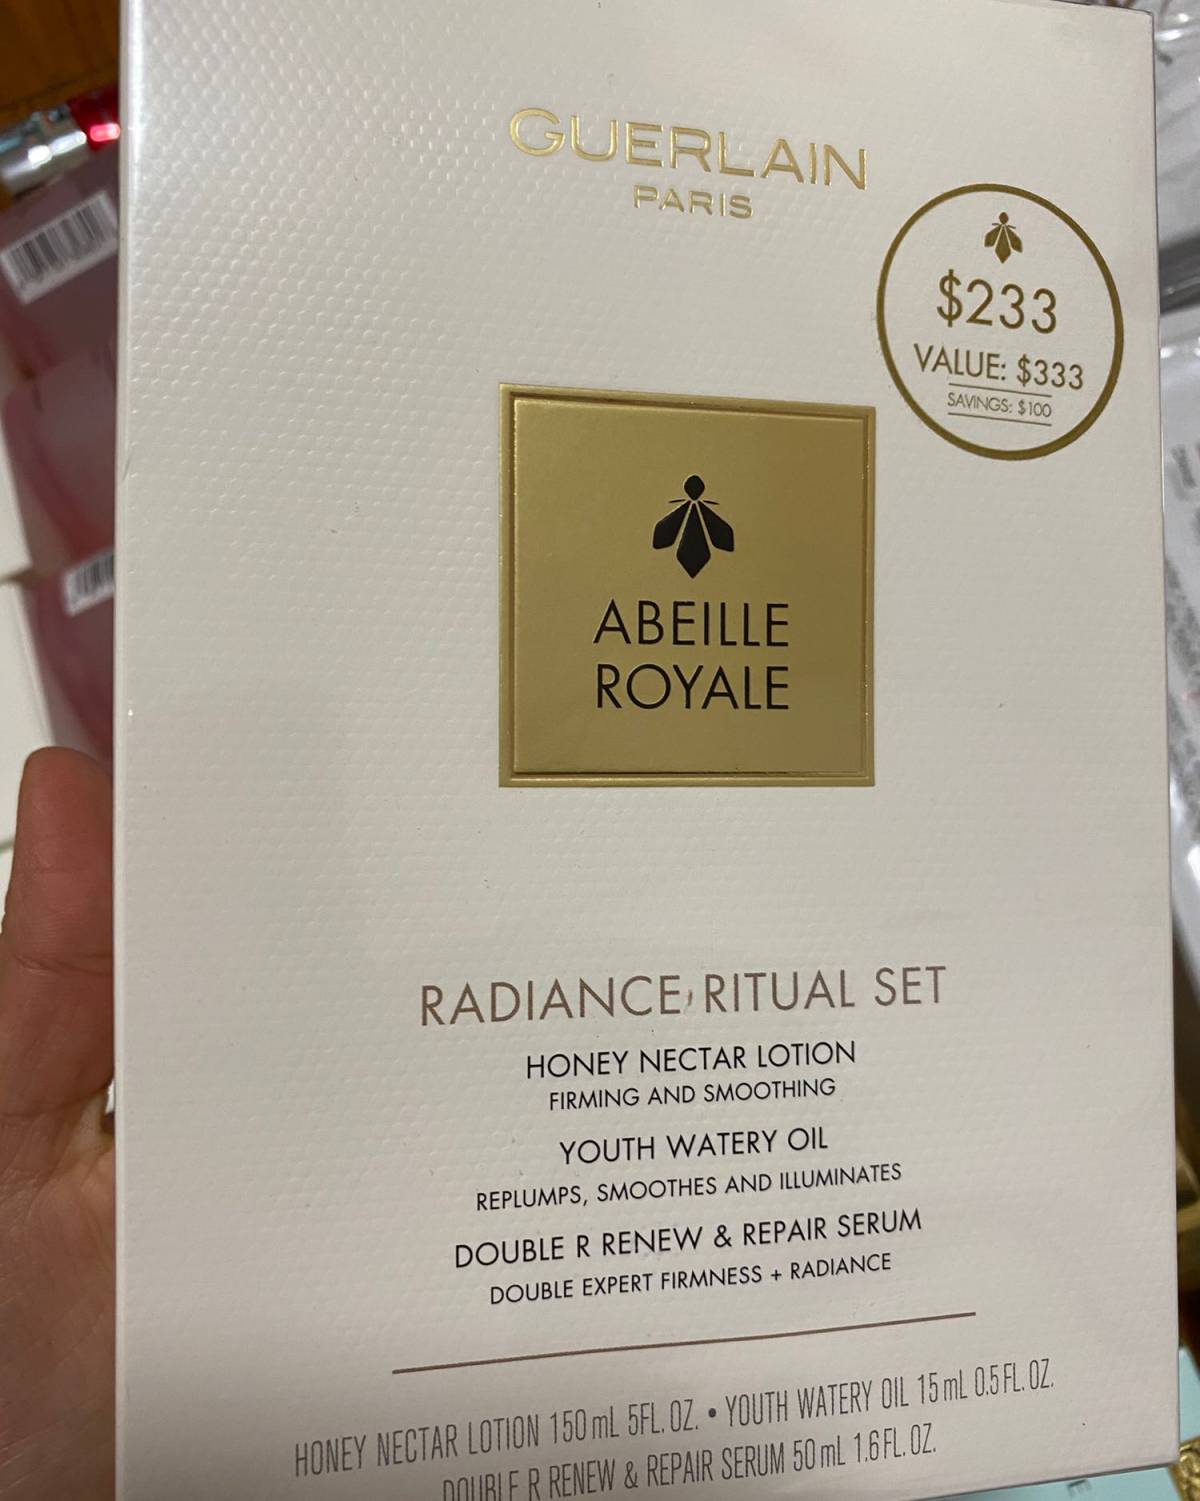 GUERLAIN
PARIS
$233
VALUE: $333
SAVINGS: $100
ABEILLE
ROYALE
RADIANCE RITUAL SET
HONEY NECTAR LOTION
FIRMING AND SMOOTHING
YOUTH WATERY OIL
REPLUMPS, SMOOTHES AND ILLUMINATES
DOUBLE R RENEW & REPAIR SERUM
DOUBLE EXPERT FIRMNESS + RADIANCE
HONEY NECTAR LOTION 150 mL 5FL. OZ. • YOUTH WATERY OIL 15 mL 0.5 FL. OZ.
DOUBLE R RENEW & REPAIR SERUM 50 mL 1.6 FL. OZ.